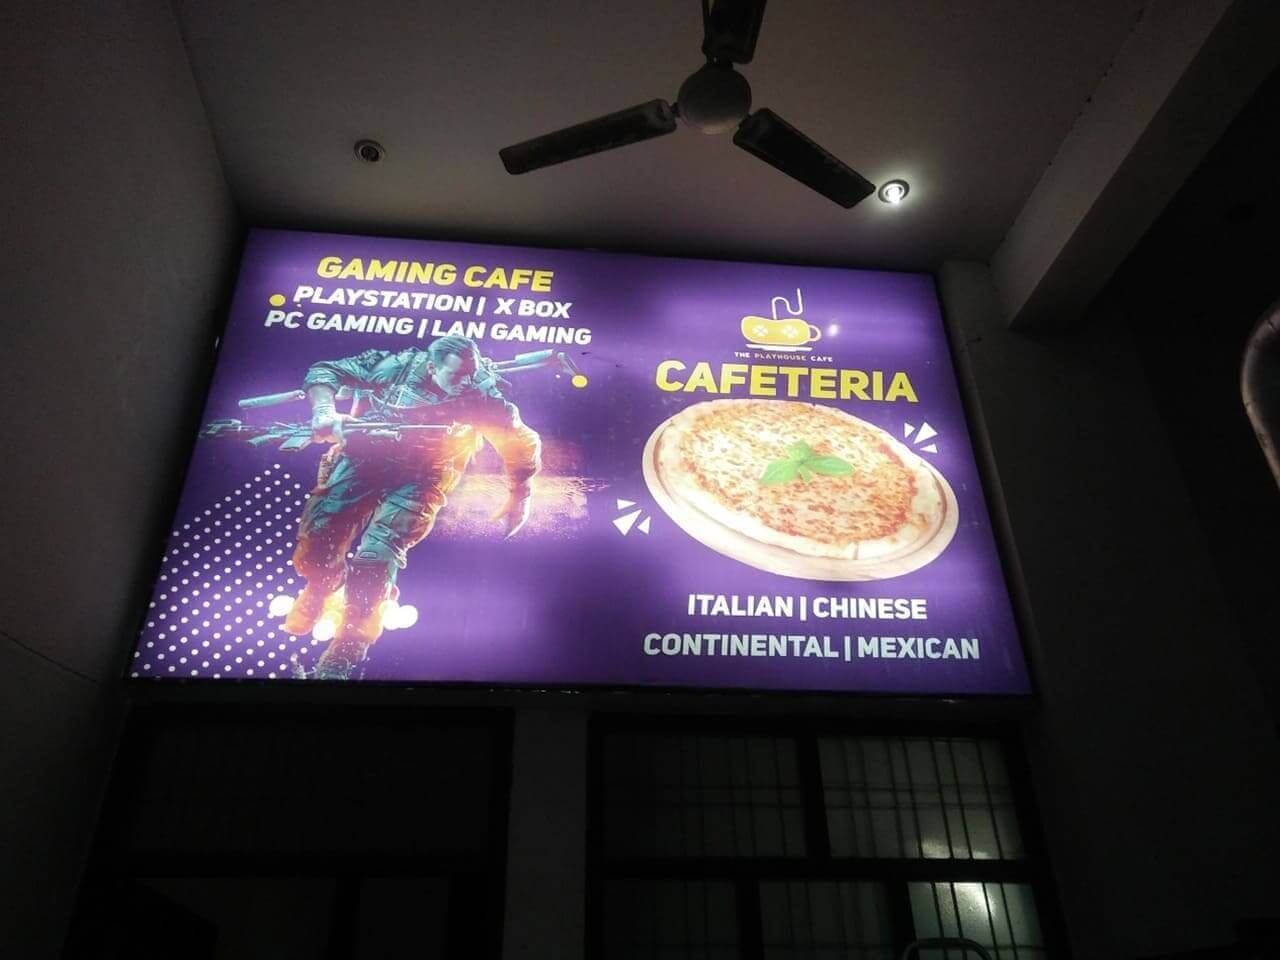 GAMING CAFE
PLAYSTATION | X BOX
PC GAMING | LAN GAMING
THE PLAYHOUSE CAFE
CAFETERIA
ITALIAN | CHINESE
CONTINENTAL | MEXICAN